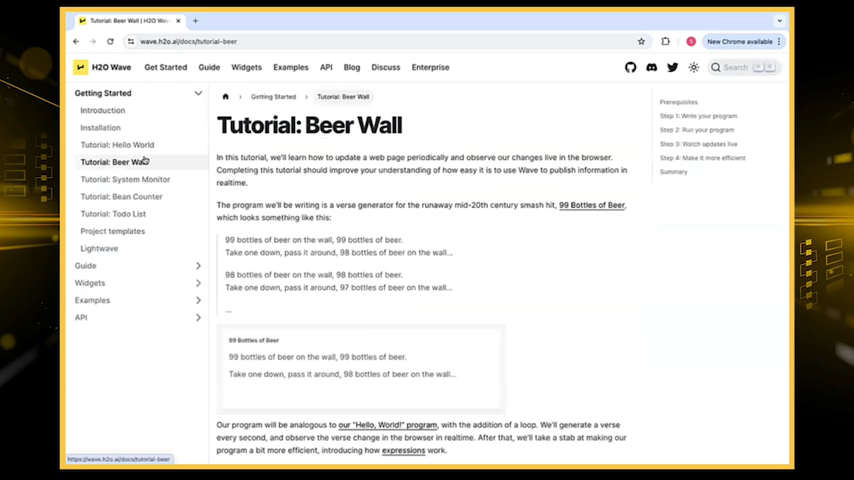 Tutorial: Beer Wall | H2O Wav
wave.h2o.ai/docs/tutorial-beer
New Chrome available
H2O Wave
Get Started
Guide
Widgets
Examples
API
Blog
Discuss
Enterprise
Search
Getting Started
Introduction
Installation
Tutorial: Hello World
Tutorial: Beer Wall
Tutorial: System Monitor
Tutorial: Bean Counter
Tutorial: Todo List
Project templates
Lightwave
Guide
Widgets
Examples
API
https://wave.h2o.ai/docs/tutorial-beer
Getting Started
Tutorial: Beer Wall
Tutorial: Beer Wall
In this tutorial, we'll learn how to update a web page periodically and observe our changes live in the browser.
Completing this tutorial should improve your understanding of how easy it is to use Wave to publish information in
realtime.
The program we'll be writing is a verse generator for the runaway mid-20th century smash hit, 99 Bottles of Beer,
which looks something like this:
99 bottles of beer on the wall, 99 bottles of beer.
Take one down, pass it around, 98 bottles of beer on the wall...
98 bottles of beer on the wall, 98 bottles of beer.
Take one down, pass it around, 97 bottles of beer on the wall...
...
99 Bottles of Beer
99 bottles of beer on the wall, 99 bottles of beer.
Take one down, pass it around, 98 bottles of beer on the wall...
Our program will be analogous to our "Hello, World!" program, with the addition of a loop. We'll generate a verse
every second, and observe the verse change in the browser in realtime. After that, we'll take a stab at making our
program a bit more efficient, introducing how expressions work.
Prerequisites
Step 1: Write your program
Step 2: Run your program
Step 3: Watch updates live
Step 4: Make it more efficient
Summary